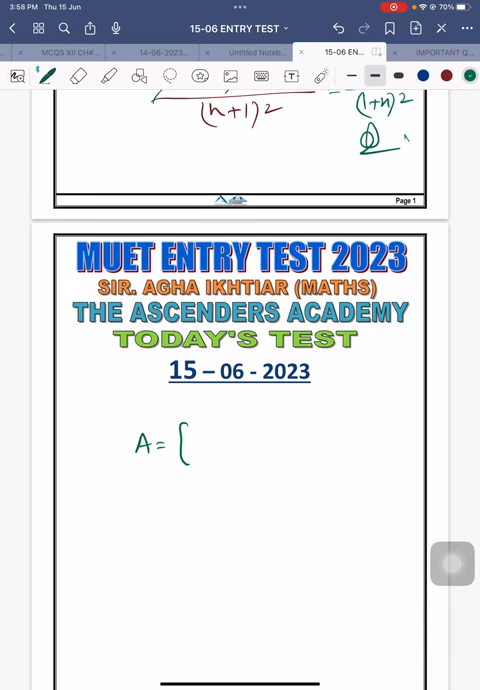 3:58 PM Thu 15 Jun
70%
15-06 ENTRY TEST
MCQS XII CH#...
14-06-2023...
Untitled Noteb...
15-06 EN...
IMPORTANT Q...
(n+1)2
(1+n)2
Page 1
MUET ENTRY TEST 2023
SIR. AGHA IKHTIAR (MATHS)
THE ASCENDERS ACADEMY
TODAY'S TEST
15 – 06 - 2023
A = {